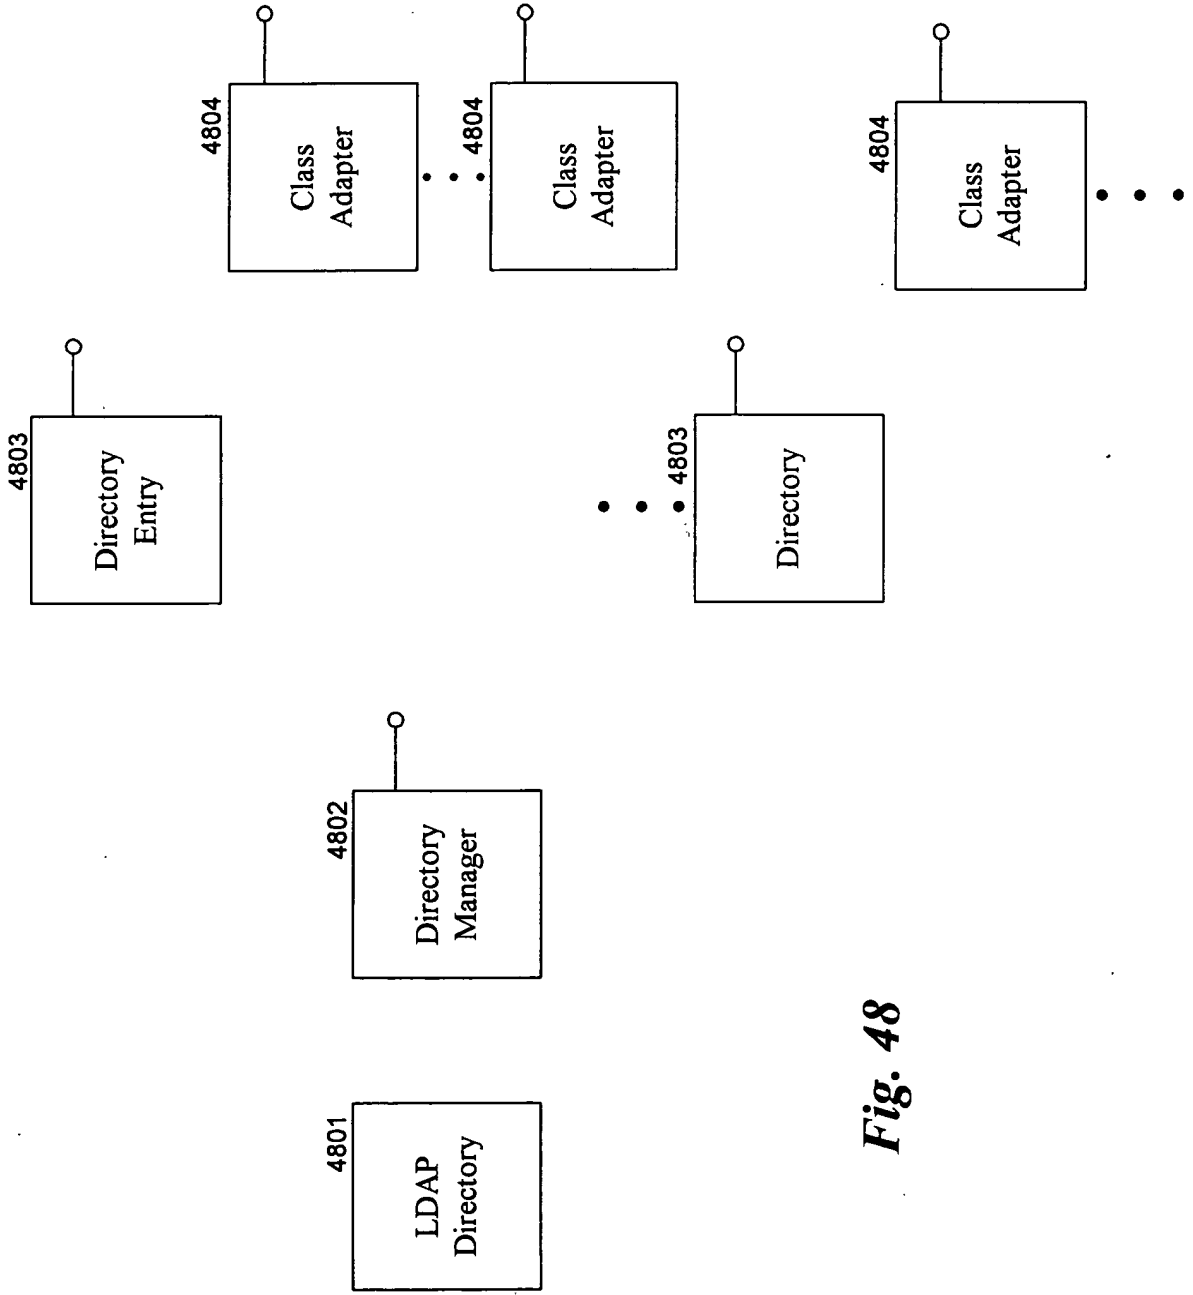 4801
LDAP
Directory
4802
Directory
Manager
4803
Directory
Entry
4803
Directory
4804
Class
Adapter
4804
Class
Adapter
4804
Class
Adapter
Fig. 48